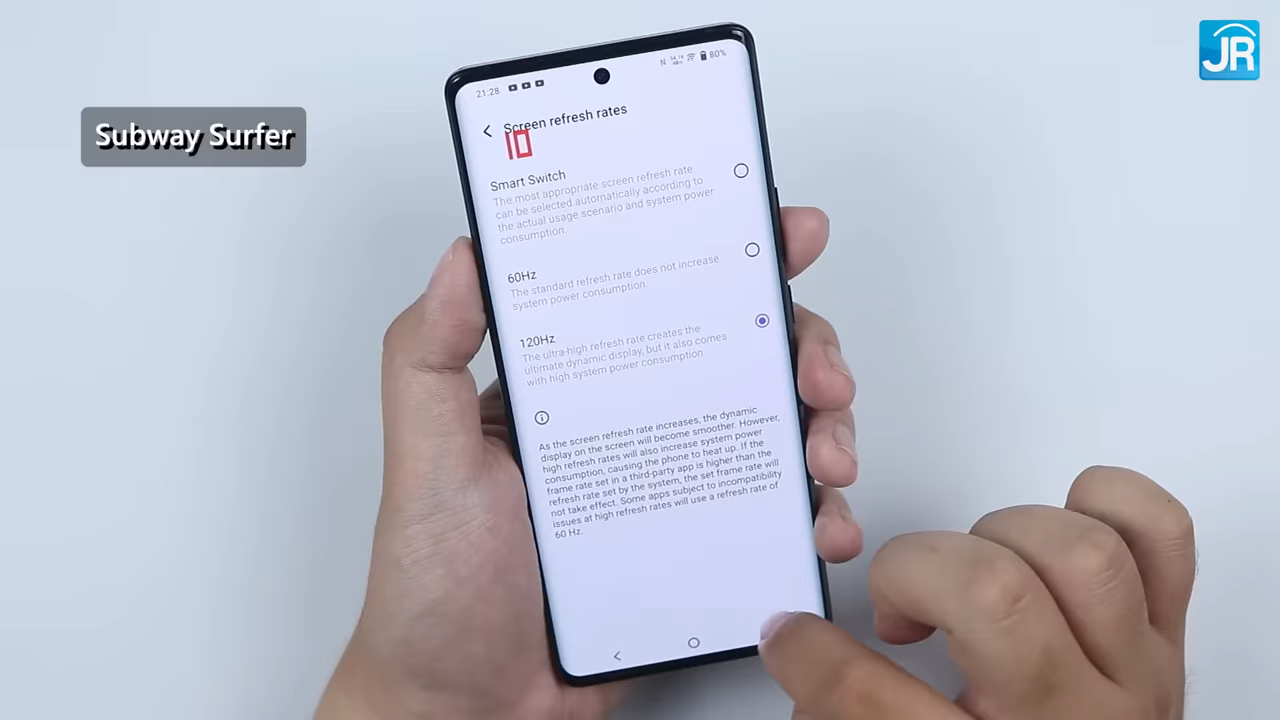 JR
Subway Surfer
21:28
N
80%
Screen refresh rates
10
Smart Switch
The most appropriate screen refresh rate
can be selected automatically according to
the actual usage scenario and system power
consumption.
60Hz
The standard refresh rate does not increase
system power consumption.
120Hz
The ultra-high refresh rate creates the
ultimate dynamic display, but it also comes
with high system power consumption
As the screen refresh rate increases, the dynamic
display on the screen will become smoother. However,
high refresh rates will also increase system power
consumption, causing the phone to heat up. If the
frame rate set in a third-party app is higher than the
refresh rate set by the system, the set frame rate will
not take effect. Some apps subject to incompatibility
issues at high refresh rates will use a refresh rate of
60 Hz.